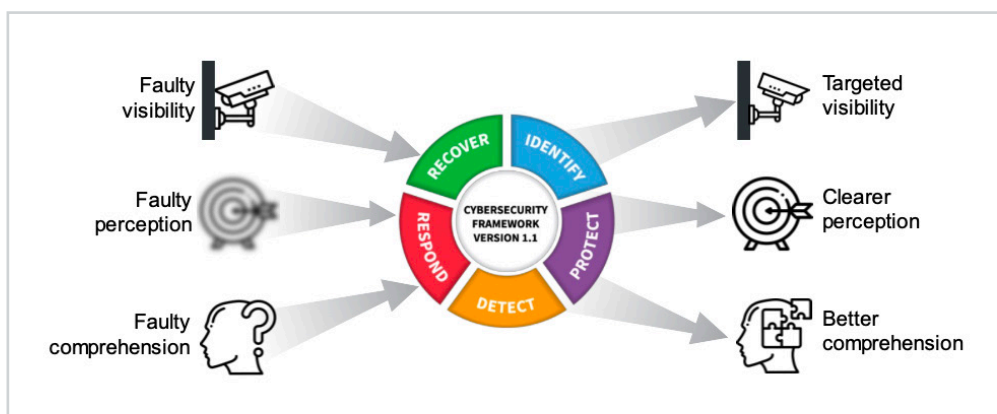 Faulty
visibility
Faulty
perception
Faulty
comprehension
RECOVER
IDENTIFY
PROTECT
DETECT
RESPOND
CYBERSECURITY
FRAMEWORK
VERSION 1.1
Targeted
visibility
Clearer
perception
Better
comprehension